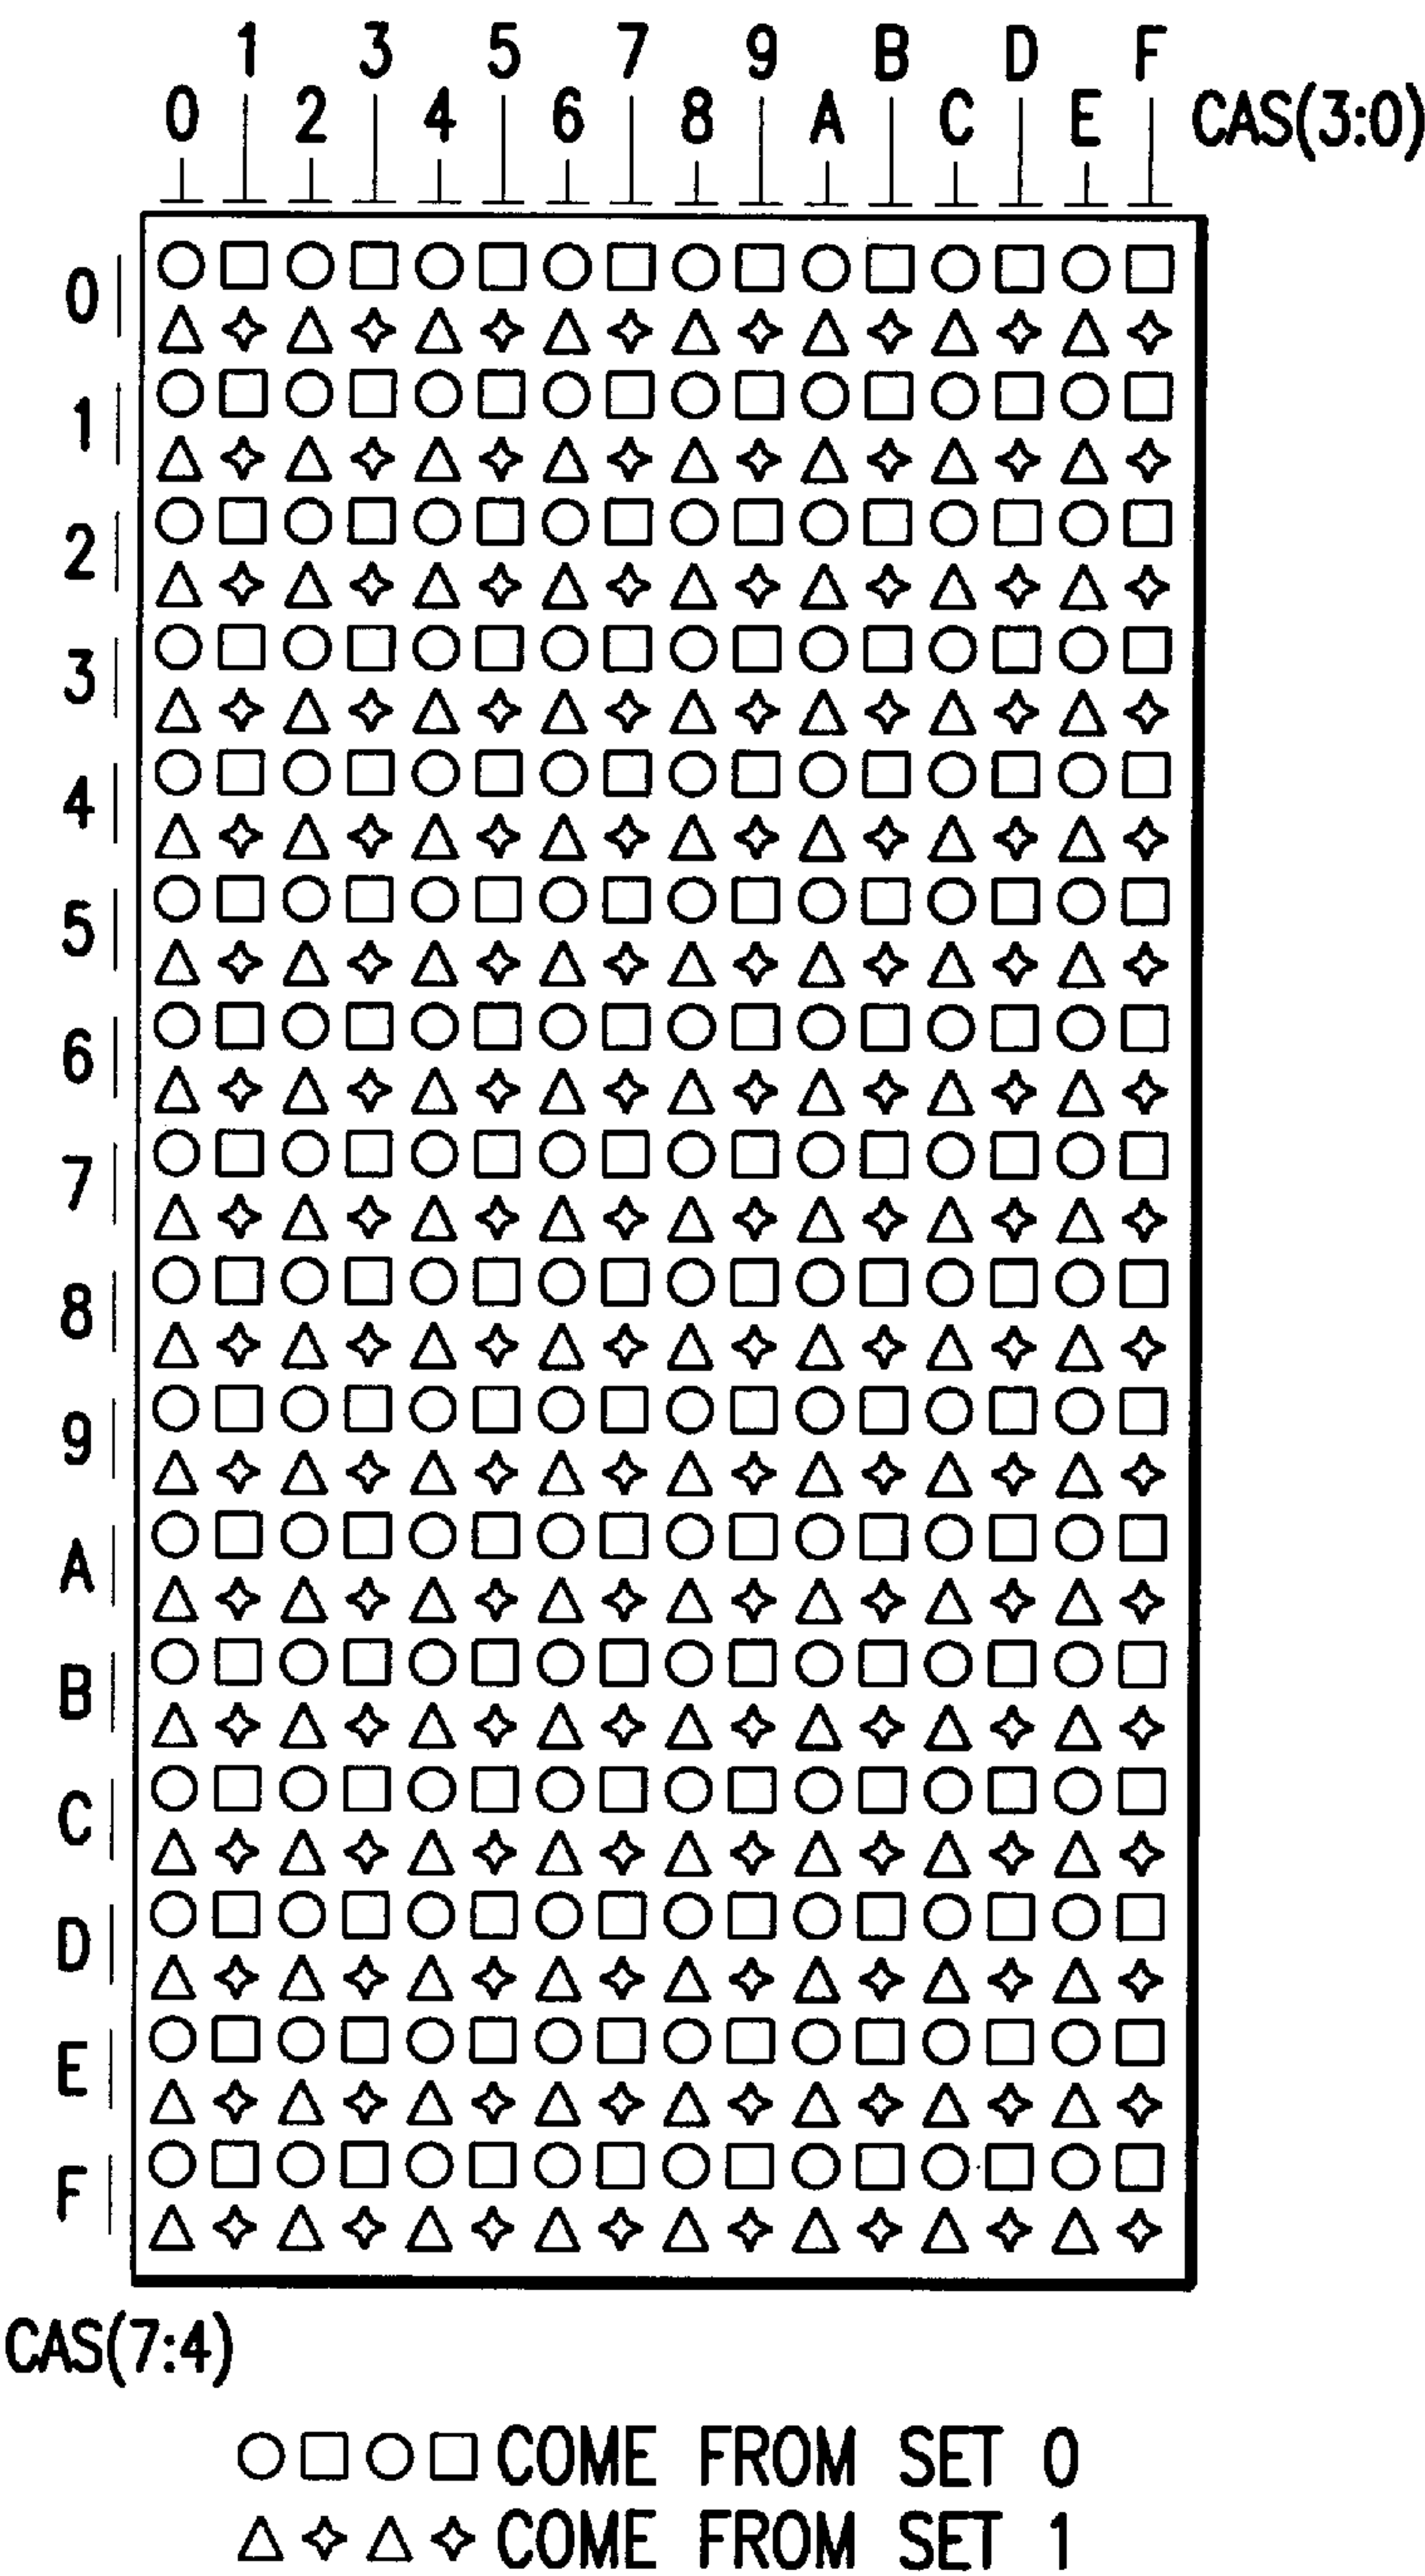 1 3 5 7 9 B D F
0 2 4 6 8 A C E CAS(3:0)
0
1
2
3
4
5
6
7
8
9
A
B
C
D
E
F
CAS(7:4)
COME FROM SET 0
COME FROM SET 1